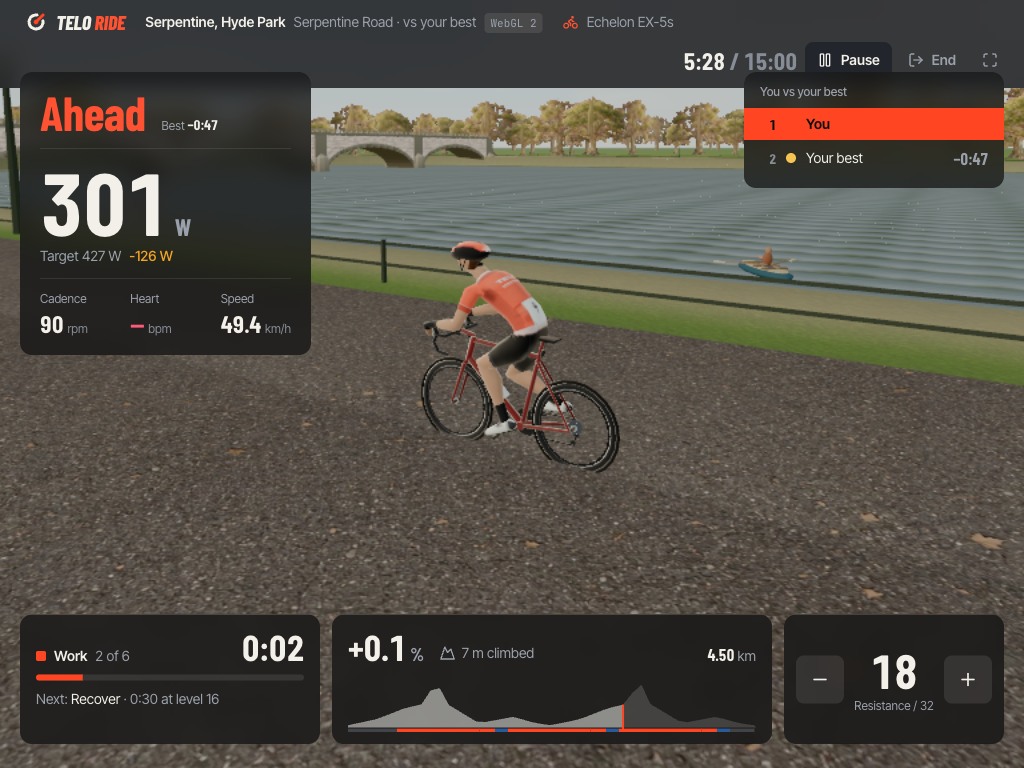 TELO RIDE Serpentine, Hyde Park Serpentine Road · vs your best WebGL 2 Echelon EX-5s
5:28 / 15:00 Pause End
Ahead Best −0:47
301 W
Target 427 W -126 W
Cadence Heart Speed
90 rpm — bpm 49.4 km/h
You vs your best
1 You
2 Your best −0:47
Work 2 of 6 0:02
Next: Recover · 0:30 at level 16
+0.1 % 7 m climbed 4.50 km
− 18 +
Resistance / 32